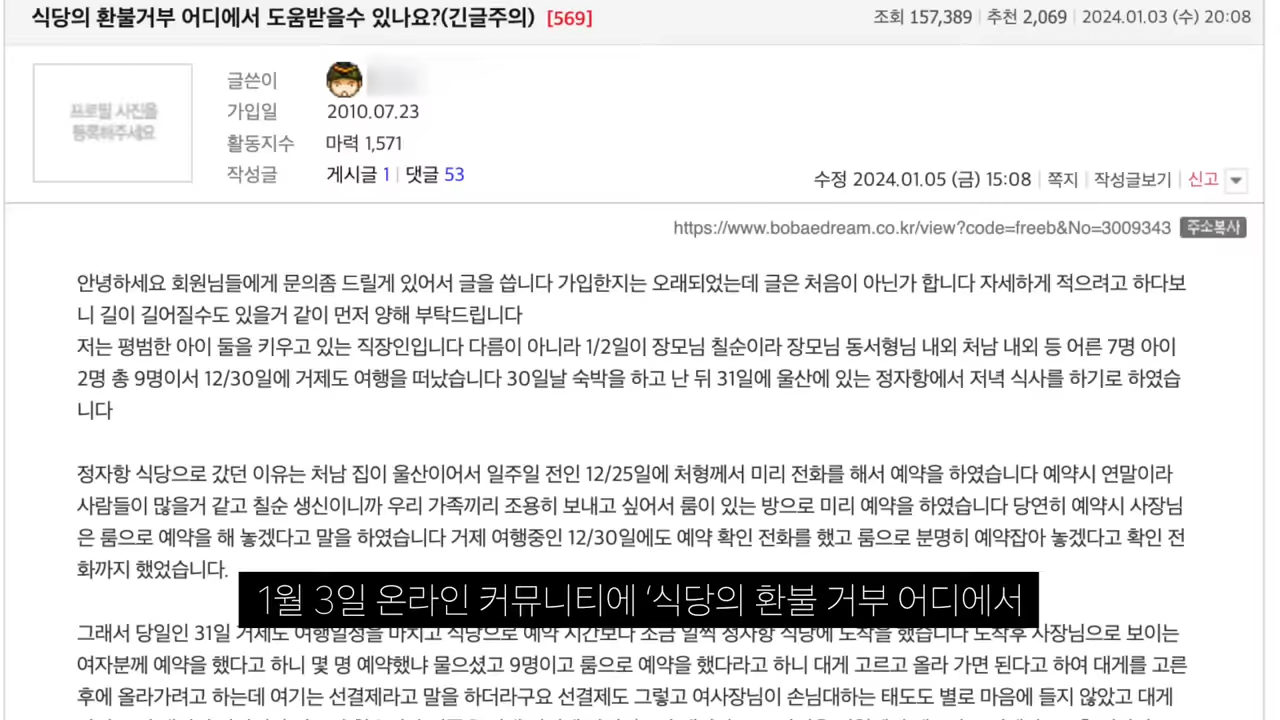 식당의 환불거부 어디에서 도움받을수 있나요?(긴글주의) [569]
조회 157,389 | 추천 2,069 | 2024.01.03 (수) 20:08
프로필 사진을
등록해주세요
글쓴이
가입일 2010.07.23
활동지수 마력 1,571
작성글 게시글 1 | 댓글 53
수정 2024.01.05 (금) 15:08 | 쪽지 | 작성글보기 | 신고
https://www.bobaedream.co.kr/view?code=freeb&No=3009343 주소복사
안녕하세요 회원님들에게 문의좀 드릴게 있어서 글을 씁니다 가입한지는 오래되었는데 글은 처음이 아닌가 합니다 자세하게 적으려고 하다보
니 길이 길어질수도 있을거 같이 먼저 양해 부탁드립니다
저는 평범한 아이 둘을 키우고 있는 직장인입니다 다름이 아니라 1/2일이 장모님 칠순이라 장모님 동서형님 내외 처남 내외 등 어른 7명 아이
2명 총 9명이서 12/30일에 거제도 여행을 떠났습니다 30일날 숙박을 하고 난 뒤 31일에 울산에 있는 정자항에서 저녁 식사를 하기로 하였습
니다
정자항 식당으로 갔던 이유는 처남 집이 울산이어서 일주일 전인 12/25일에 처형께서 미리 전화를 해서 예약을 하였습니다 예약시 연말이라
사람들이 많을거 같고 칠순 생신이니까 우리 가족끼리 조용히 보내고 싶어서 룸이 있는 방으로 미리 예약을 하였습니다 당연히 예약시 사장님
은 룸으로 예약을 해 놓겠다고 말을 하였습니다 거제 여행중인 12/30일에도 예약 확인 전화를 했고 룸으로 분명히 예약잡아 놓겠다고 확인 전
화까지 했었습니다.
1월 3일 온라인 커뮤니티에 ‘식당의 환불 거부 어디에서
그래서 당일인 31일 거제도 여행일정을 마치고 식당으로 예약 시간보다 조금 일찍 정자항 식당에 도착을 했습니다 도착후 사장님으로 보이는
여자분께 예약을 했다고 하니 몇 명 예약했냐 물으셨고 9명이고 룸으로 예약을 했다라고 하니 대게 고르고 올라 가면 된다고 하여 대게를 고른
후에 올라가려고 하는데 여기는 선결제라고 말을 하더라구요 선결제도 그렇고 여사장님이 손님대하는 태도도 별로 마음에 들지 않았고 대게